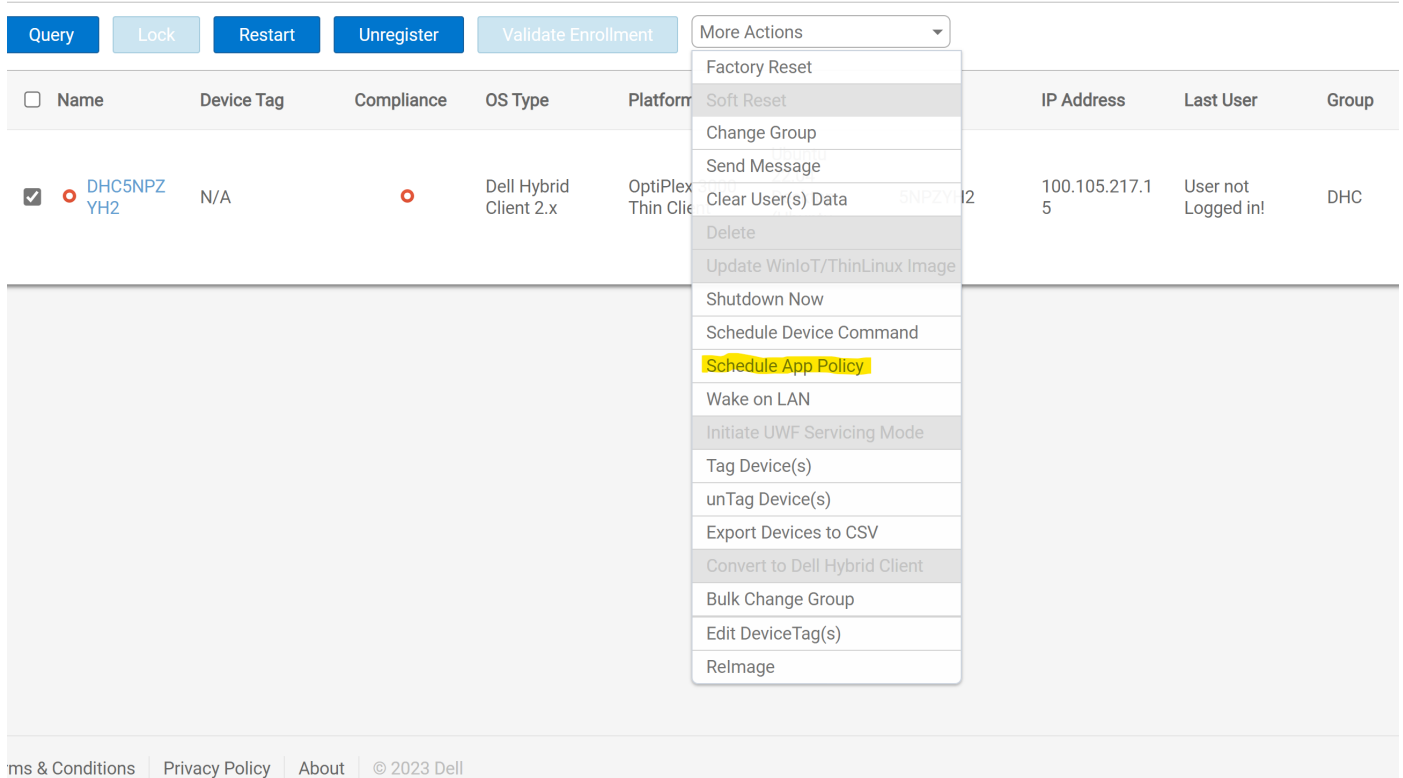 Query Lock Restart Unregister Validate Enrollment More Actions
Factory Reset
Name Device Tag Compliance OS Type Platform Soft Reset IP Address Last User Group
Change Group
Send Message
DHC5NPZ Dell Hybrid OptiPlex 100.105.217.1 User not
N/A Clear User(s) Data 5NPZYH2 DHC
YH2 Client 2.x Thin Clie 5 Logged in!
Delete
Update WinIoT/ThinLinux Image
Shutdown Now
Schedule Device Command
Schedule App Policy
Wake on LAN
Initiate UWF Servicing Mode
Tag Device(s)
unTag Device(s)
Export Devices to CSV
Convert to Dell Hybrid Client
Bulk Change Group
Edit DeviceTag(s)
ReImage
rms & Conditions Privacy Policy About © 2023 Dell